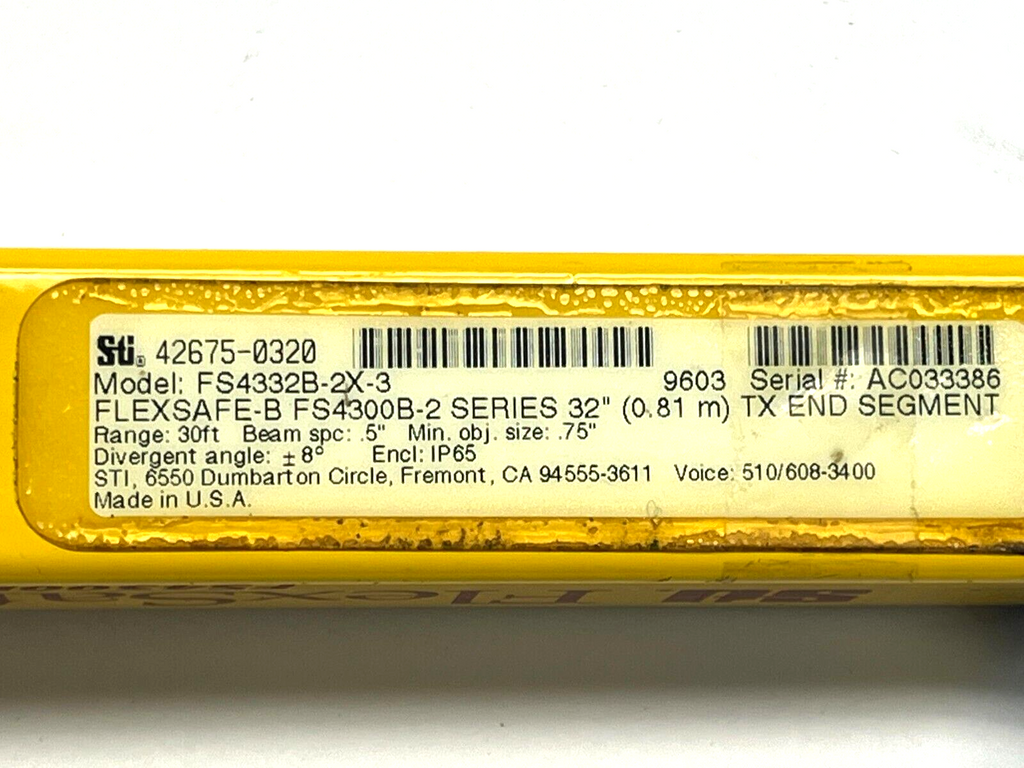 Sti® 42675-0320
Model: FS4332B-2X-3 9603 Serial #: AC033386
FLEXSAFE-B FS4300B-2 SERIES 32" (0.81 m) TX END SEGMENT
Range: 30ft Beam spc: .5" Min. obj. size: .75"
Divergent angle: ±8° Encl: IP65
STI, 6550 Dumbarton Circle, Fremont, CA 94555-3611 Voice: 510/608-3400
Made in U.S.A.